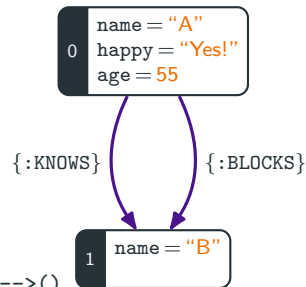 0
name = “A”
happy = “Yes!”
age = 55
{:KNOWS}
{:BLOCKS}
1
name = “B”
-->()